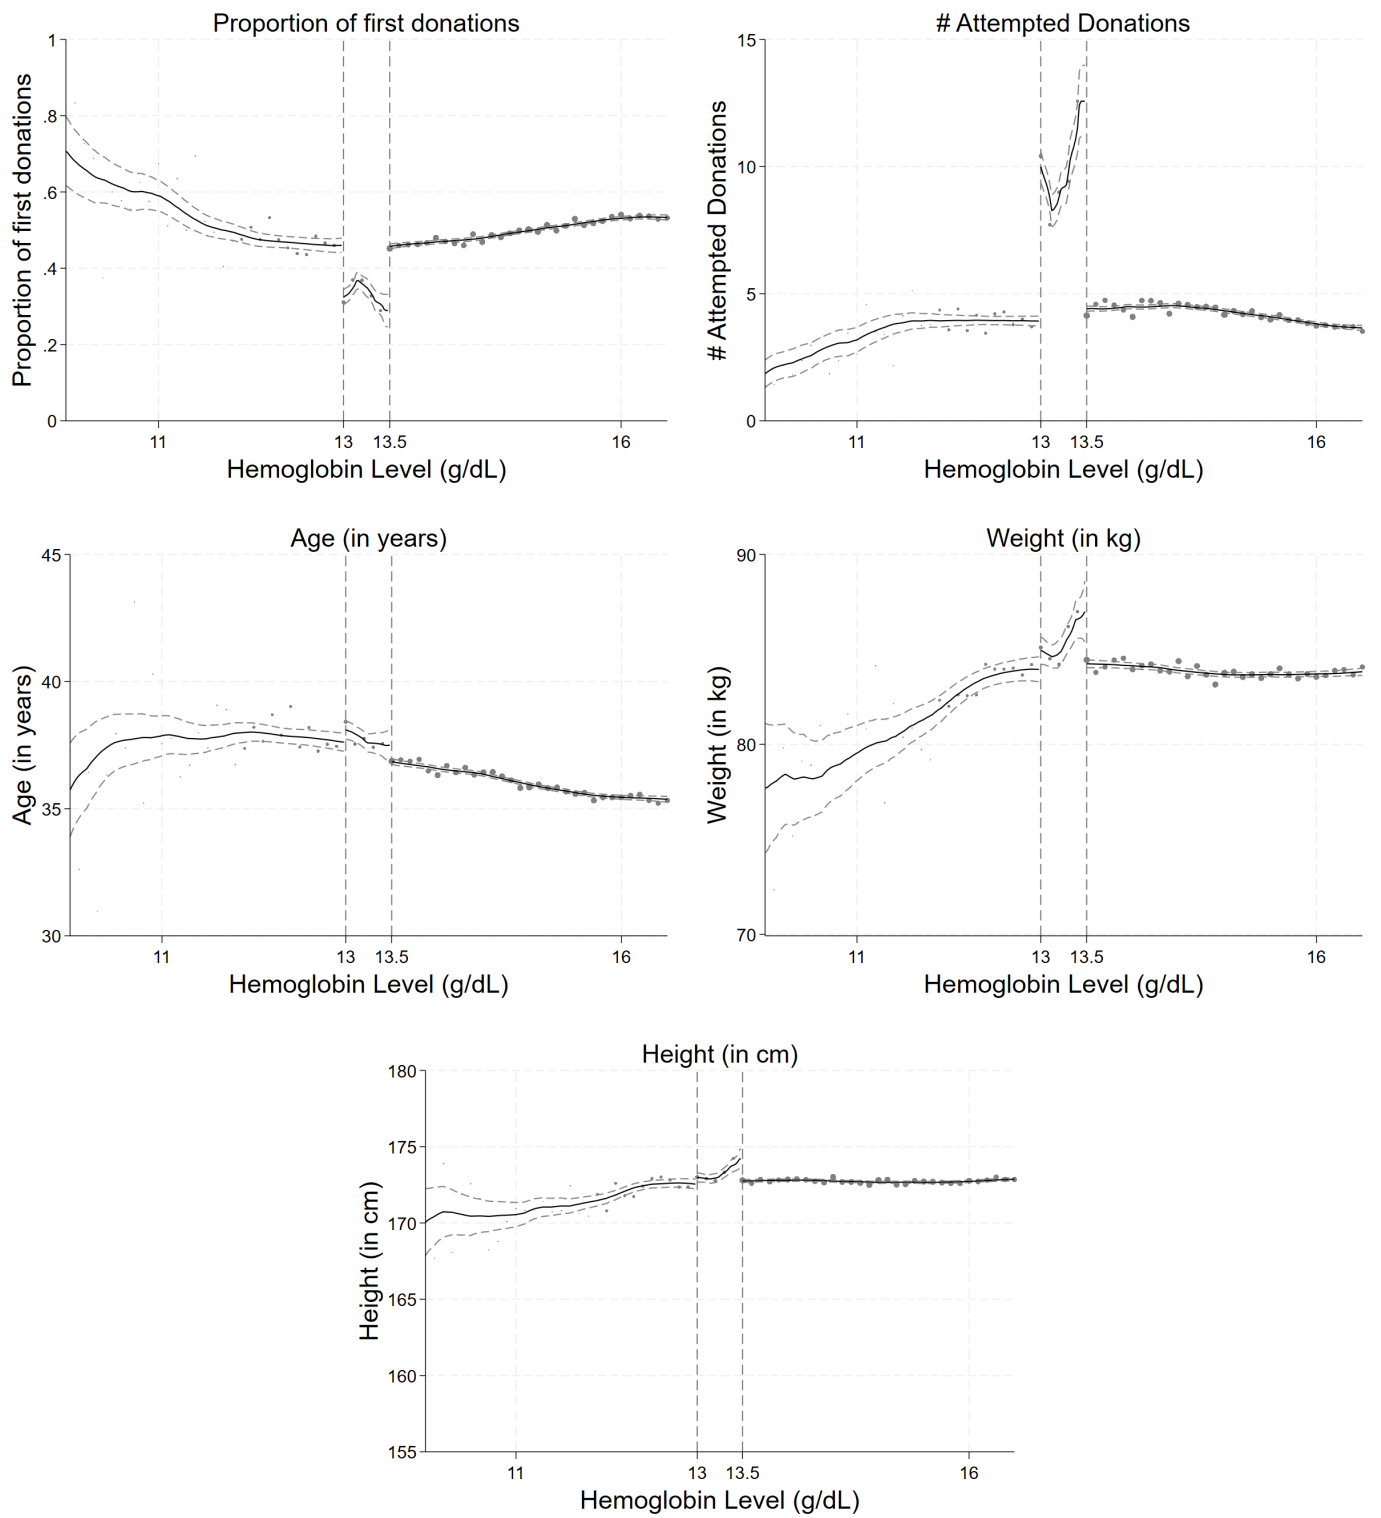 Proportion of first donations
Proportion of first donations
1
.8
.6
.4
.2
0
11 13 13.5 16
Hemoglobin Level (g/dL)
# Attempted Donations
# Attempted Donations
15
10
5
0
11 13 13.5 16
Hemoglobin Level (g/dL)
Age (in years)
Age (in years)
45
40
35
30
11 13 13.5 16
Hemoglobin Level (g/dL)
Weight (in kg)
Weight (in kg)
90
80
70
11 13 13.5 16
Hemoglobin Level (g/dL)
Height (in cm)
Height (in cm)
180
175
170
165
160
155
11 13 13.5 16
Hemoglobin Level (g/dL)